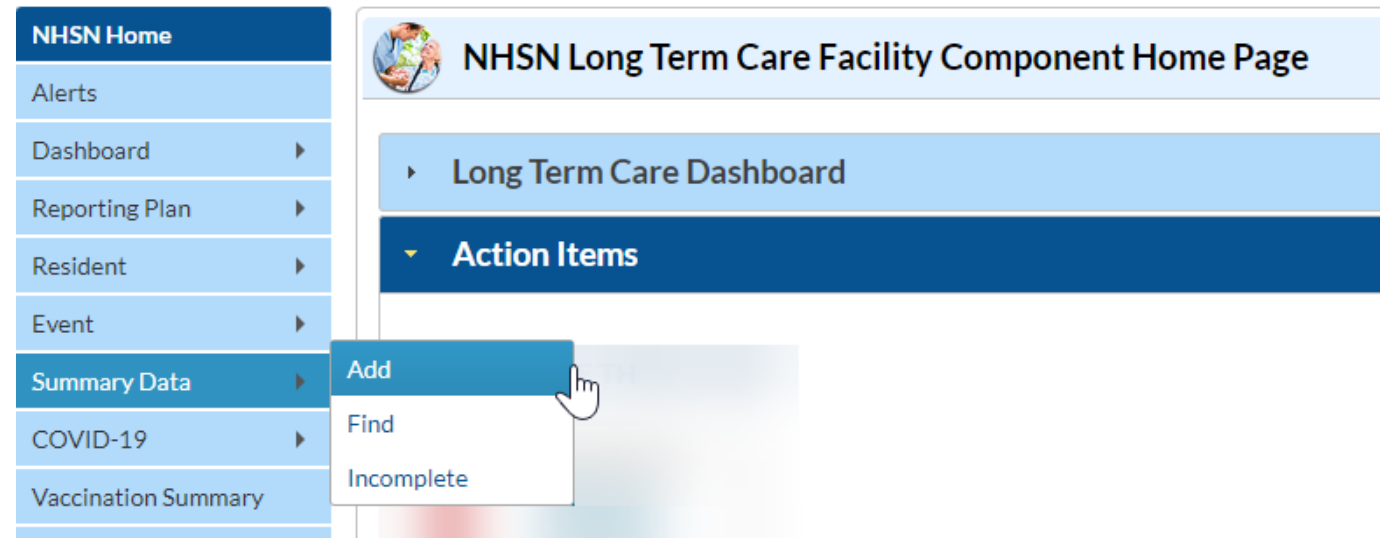 NHSN Home
Alerts
Dashboard
Reporting Plan
Resident
Event
Summary Data
COVID-19
Vaccination Summary
Add
Find
Incomplete
NHSN Long Term Care Facility Component Home Page
Long Term Care Dashboard
Action Items